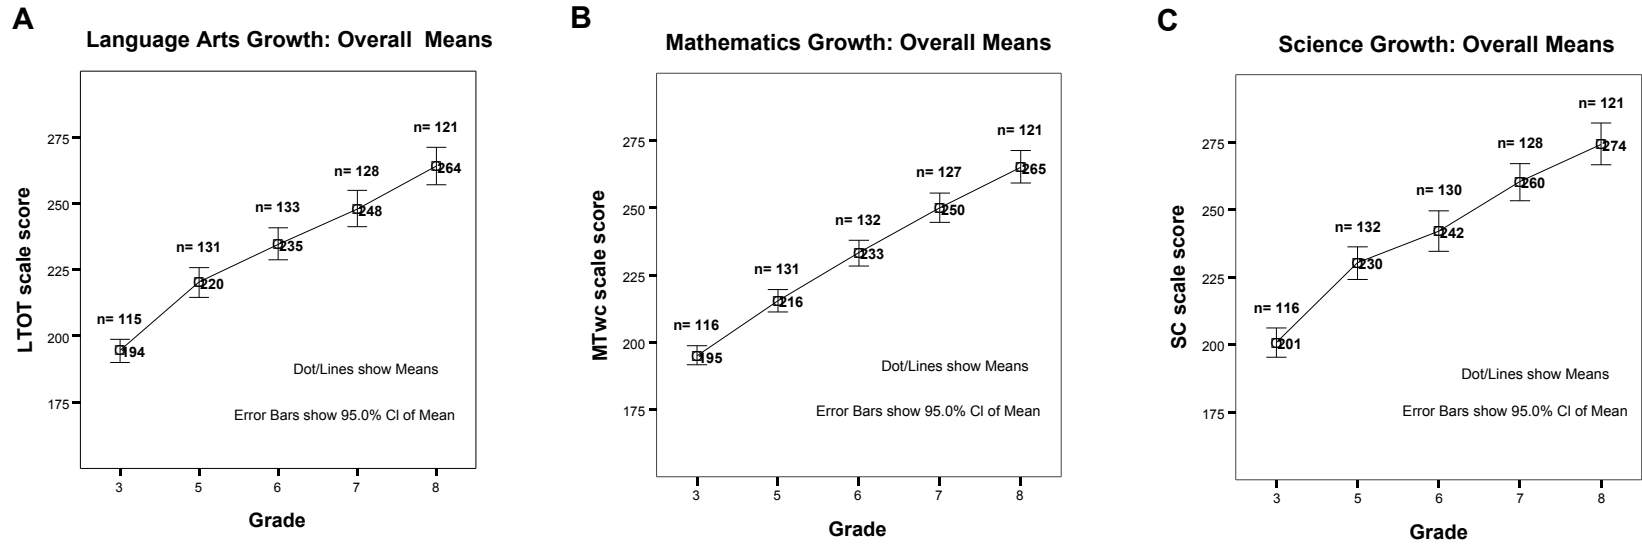 A
Language Arts Growth: Overall  Means
LTOT scale score
275
250
225
200
175
n= 115
n= 131
n= 133
n= 128
n= 121
194
220
235
248
264
Dot/Lines show Means
Error Bars show 95.0% Cl of Mean
3 5 6 7 8
Grade
B
Mathematics Growth: Overall Means
MTwc scale score
275
250
225
200
175
n= 116
n= 131
n= 132
n= 127
n= 121
195
216
233
250
265
Dot/Lines show Means
Error Bars show 95.0% Cl of Mean
3 5 6 7 8
Grade
C
Science Growth: Overall Means
SC scale score
275
250
225
200
175
n= 116
n= 132
n= 130
n= 128
n= 121
201
230
242
260
274
Dot/Lines show Means
Error Bars show 95.0% Cl of Mean
3 5 6 7 8
Grade